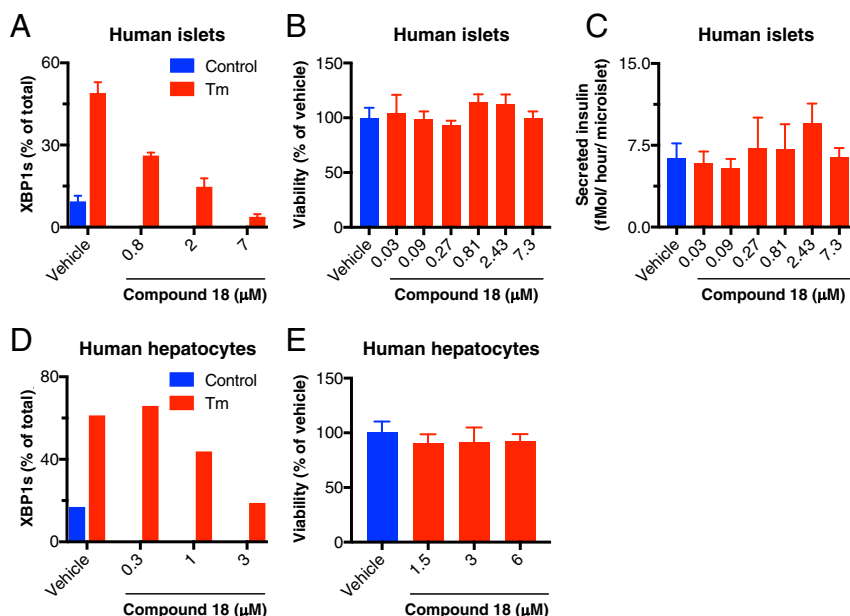 A
Human islets
XBP1s (% of total)
60
30
0
Control
Tm
Vehicle
0.8
2
7
Compound 18 (μM)
B
Human islets
Viability (% of vehicle)
150
100
50
0
Vehicle
0.03
0.09
0.27
0.81
2.43
7.3
Compound 18 (μM)
C
Human islets
Secreted insulin
(fMol/ hour/ microislet)
15.0
7.5
0.0
Vehicle
0.03
0.09
0.27
0.81
2.43
7.3
Compound 18 (μM)
D
Human hepatocytes
XBP1s (% of total)
80
40
0
Control
Tm
Vehicle
0.3
1
3
Compound 18 (μM)
E
Human hepatocytes
Viability (% of vehicle)
150
100
50
0
Vehicle
1.5
3
6
Compound 18 (μM)